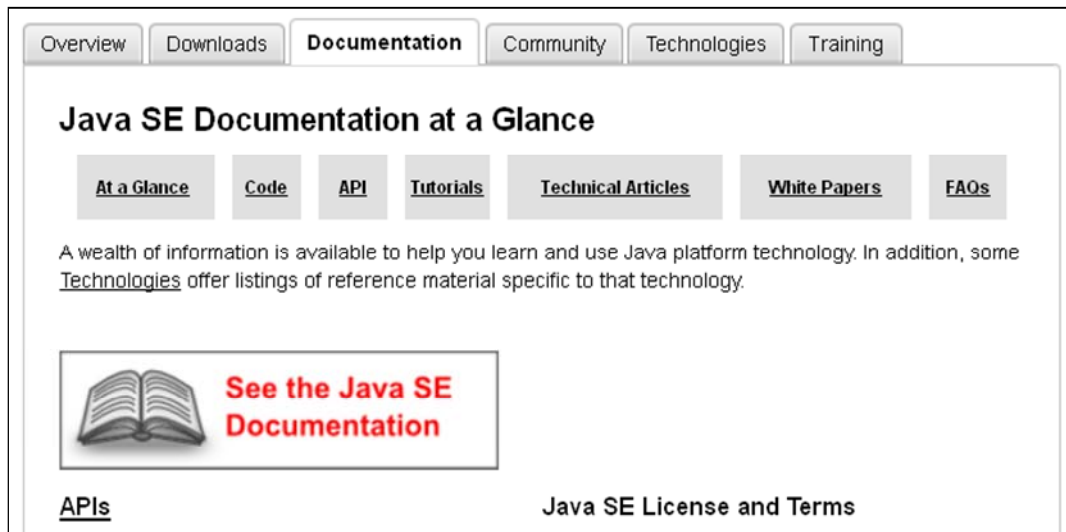 Overview Downloads Documentation Community Technologies Training
Java SE Documentation at a Glance
At a Glance Code API Tutorials Technical Articles White Papers FAQs
A wealth of information is available to help you learn and use Java platform technology. In addition, some
Technologies offer listings of reference material specific to that technology.
See the Java SE
Documentation
APIs Java SE License and Terms